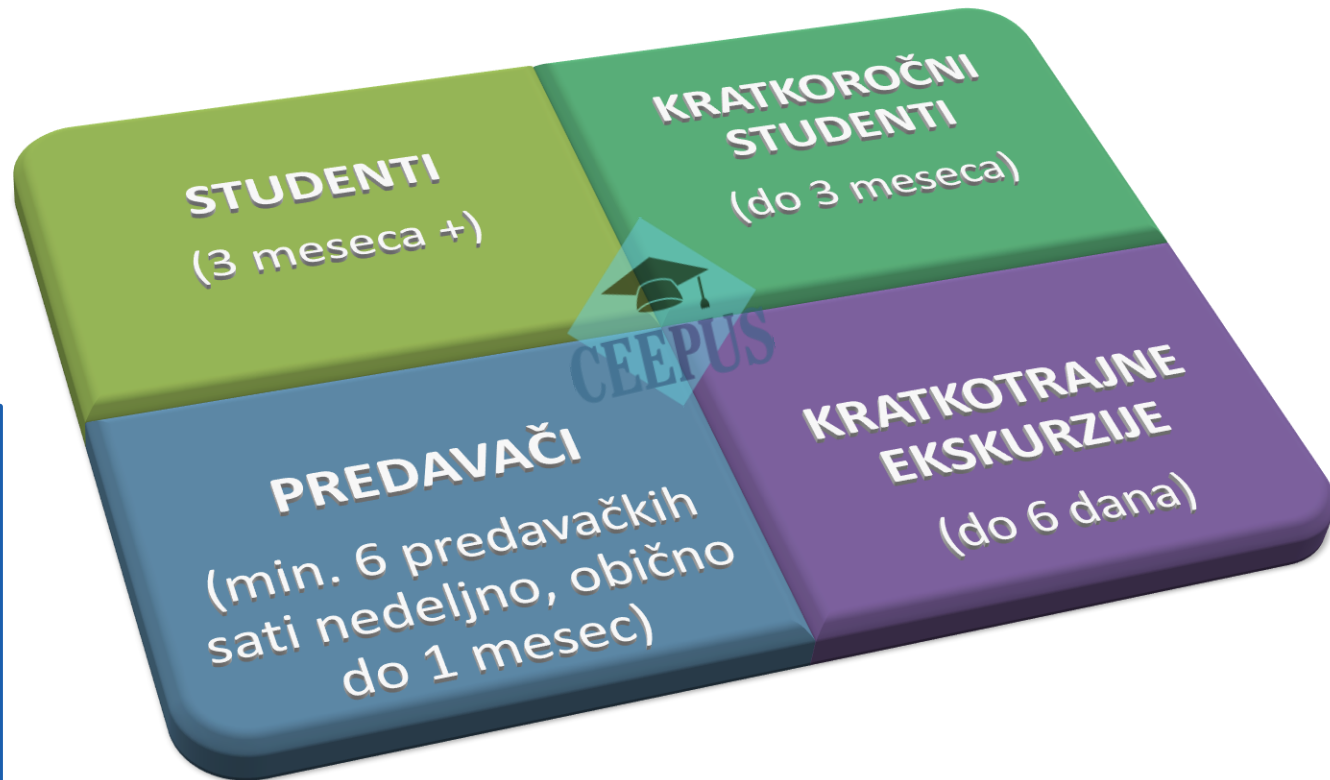 STUDENTI
(3 meseca +)
KRATKOROČNI
STUDENTI
(do 3 meseca)
CEEPUS
PREDAVAČI
(min. 6 predavačkih
sati nedeljno, obično
do 1 mesec)
KRATKOTRAJNE
EKSKURZIJE
(do 6 dana)